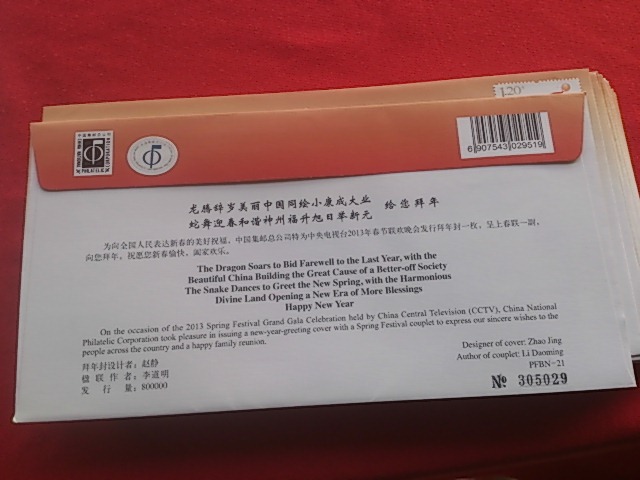 120
中国集邮总公司
CHINA NATIONAL
PHILATELIC
6 907543 029519
龙腾辞岁美丽中国同绘小康成大业
蛇舞迎春和谐神州福升旭日举新元
给您拜年
为向全国人民表达新春的美好祝福，中国集邮总公司特为中央电视台2013年春节联欢晚会发行拜年封一枚，呈上春联一副，
向您拜年，祝愿您新春愉快、阖家欢乐。
The Dragon Soars to Bid Farewell to the Last Year, with the
Beautiful China Building the Great Cause of a Better-off Society
The Snake Dances to Greet the New Spring, with the Harmonious
Divine Land Opening a New Era of More Blessings
Happy New Year
On the occasion of the 2013 Spring Festival Grand Gala Celebration held by China Central Television (CCTV), China National
Philatelic Corporation took pleasure in issuing a new-year-greeting cover with a Spring Festival couplet to express our sincere wishes to the
people across the country and a happy family reunion.
拜年封设计者：赵静
楹联作者：李道明
发行量：800000
Designer of cover: Zhao Jing
Author of couplet: Li Daoming
PFBN-21
№ 305029